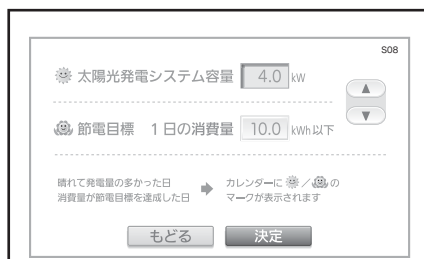 S08
太陽光発電システム容量 4.0 kW
節電目標 1日の消費量 10.0 kWh以下
晴れて発電量の多かった日
消費量が節電目標を達成した日
カレンダーに / の
マークが表示されます
もどる 決定